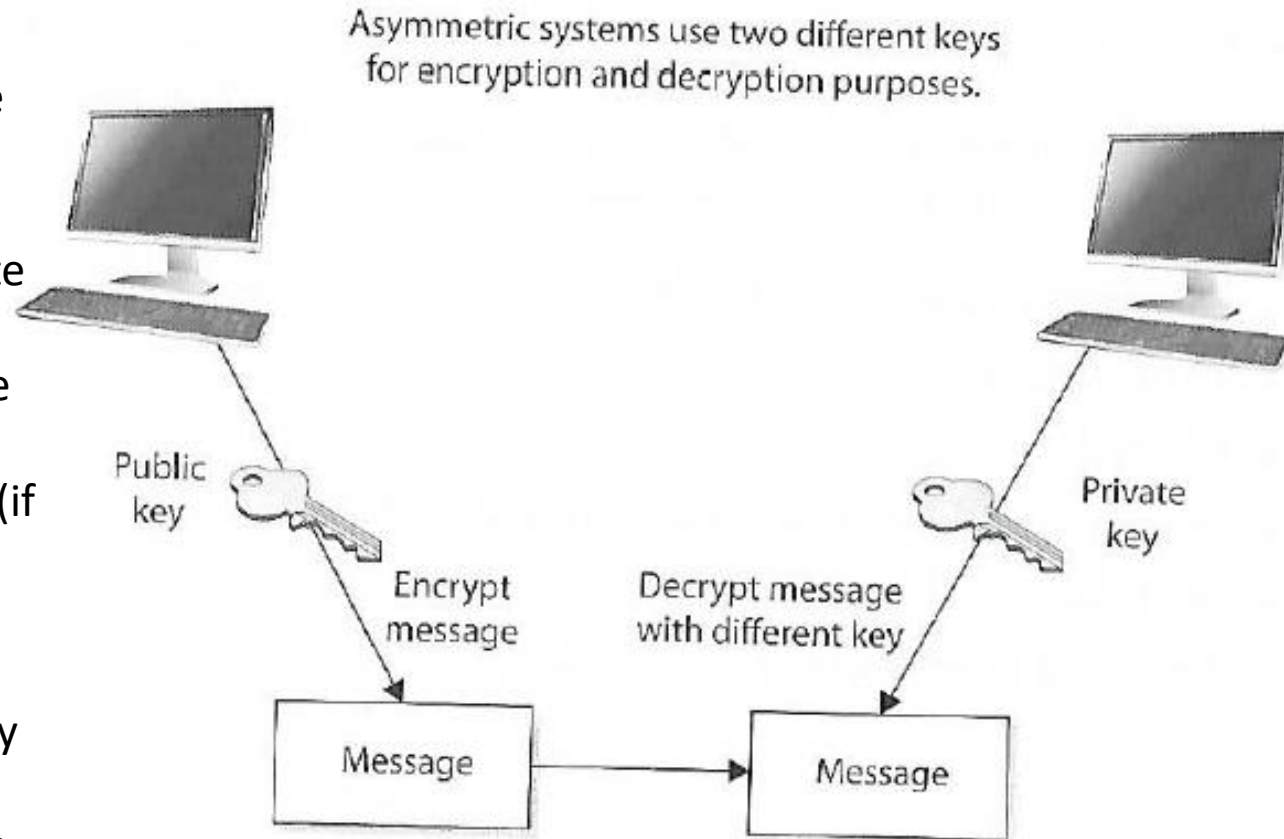 Asymmetric systems use two different keys
for encryption and decryption purposes.
(if
Public
key
Private
key
Encrypt
message
Decrypt message
with different key
Message
Message